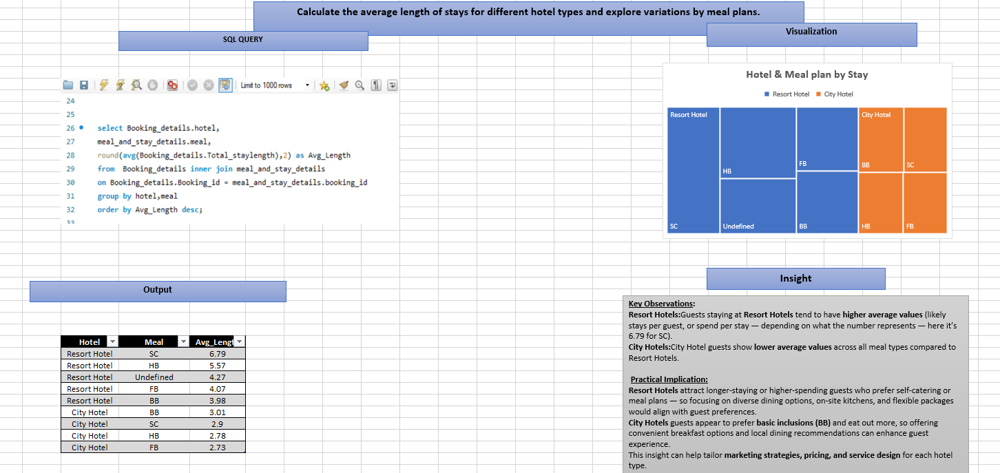 Calculate the average length of stays for different hotel types and explore variations by meal plans.
SQL QUERY
Visualization
Limit to 1000 rows
24
25
26 select Booking_details.hotel,
27 meal_and_stay_details.meal,
28 round(avg(Booking_details.Total_staylength),2) as Avg_Length
29 from Booking_details inner join meal_and_stay_details
30 on Booking_details.Booking_id = meal_and_stay_details.booking_id
31 group by hotel,meal
32 order by Avg_Length desc;
33
Hotel & Meal plan by Stay
Resort Hotel City Hotel
Resort Hotel
City Hotel
HB
FB
BB
SC
SC
Undefined
BB
HB
FB
Output
Hotel Meal Avg_Lengt
Resort Hotel SC 6.79
Resort Hotel HB 5.57
Resort Hotel Undefined 4.27
Resort Hotel FB 4.07
Resort Hotel BB 3.98
City Hotel BB 3.01
City Hotel SC 2.9
City Hotel HB 2.78
City Hotel FB 2.73
Insight
Key Observations:
Resort Hotels:Guests staying at Resort Hotels tend to have higher average values (likely
stays per guest, or spend per stay — depending on what the number represents — here it's
6.79 for SC).
City Hotels:City Hotel guests show lower average values across all meal types compared to
Resort Hotels.
Practical Implication:
Resort Hotels attract longer-staying or higher-spending guests who prefer self-catering or
meal plans — so focusing on diverse dining options, on-site kitchens, and flexible packages
would align with guest preferences.
City Hotels guests appear to prefer basic inclusions (BB) and eat out more, so offering
convenient breakfast options and local dining recommendations can enhance guest
experience.
This insight can help tailor marketing strategies, pricing, and service design for each hotel
type.